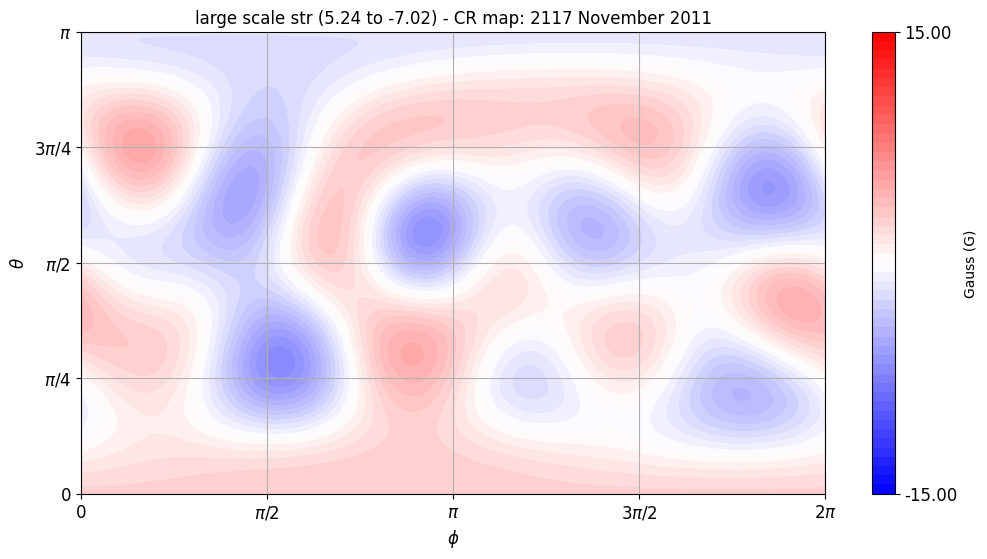 large scale str (5.24 to -7.02) - CR map: 2117 November 2011
π
3π/4
π/2
π/4
0
θ
0
π/2
π
3π/2
2π
ϕ
15.00
-15.00
Gauss (G)